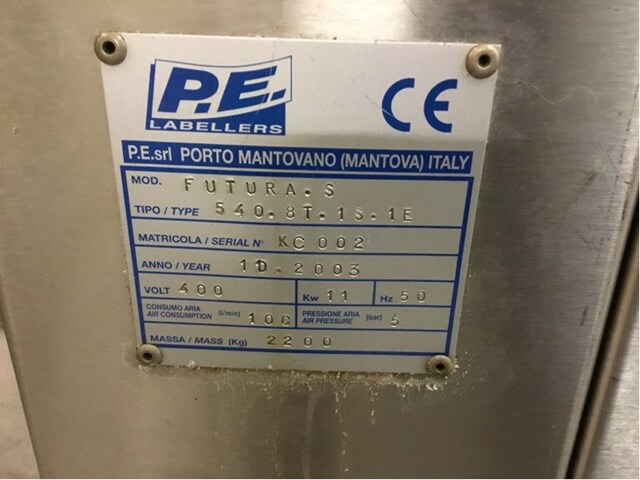 P.E.
LABELLERS
CE
P.E.srl PORTO MANTOVANO (MANTOVA) ITALY
MOD. FUTURA.S
TIPO / TYPE 540.8T.1S.1E
MATRICOLA / SERIAL N° KC 002
ANNO / YEAR 10.2003
VOLT 400 Kw 11 Hz 50
CONSUMO ARIA AIR CONSUMPTION (l/min) 100 PRESSIONE ARIA AIR PRESSURE (bar) 5
MASSA / MASS (Kg) 2200